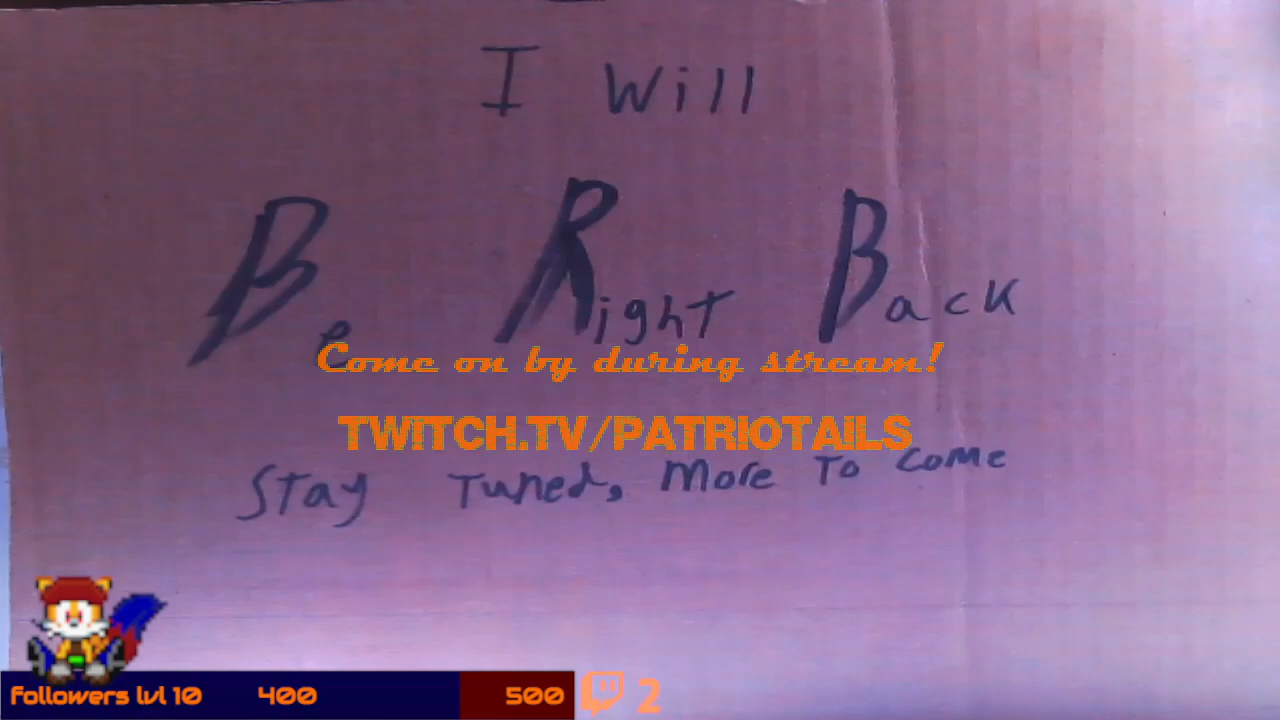 I Will
Be Right Back
Come on by during stream!
TWITCH.TV/PATRIOTAILS
Stay Tuned, More To Come
Followers lvl 10 400 500 2